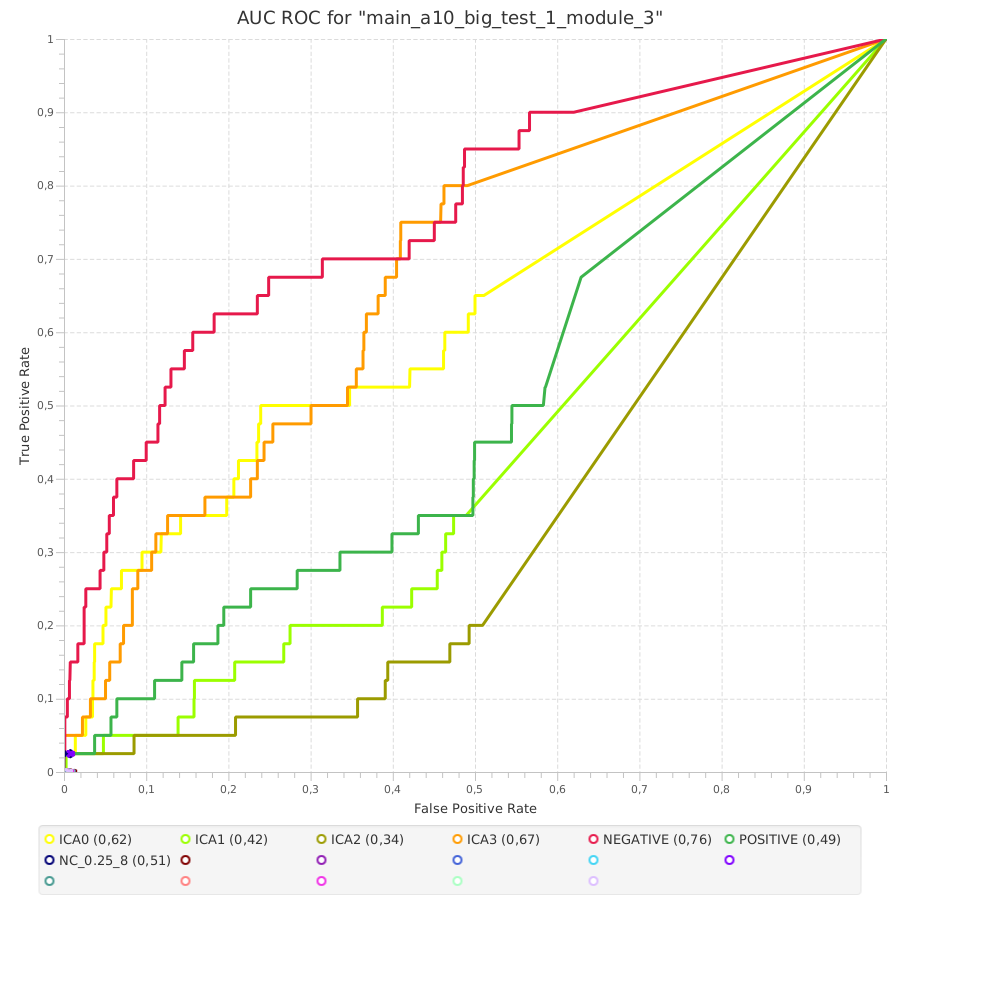 AUC ROC for "main_a10_big_test_1_module_3"
1
0,9
0,8
0,7
0,6
0,5
0,4
0,3
0,2
0,1
0
True Positive Rate
0 0,1 0,2 0,3 0,4 0,5 0,6 0,7 0,8 0,9 1
False Positive Rate
ICA0 (0,62) ICA1 (0,42) ICA2 (0,34) ICA3 (0,67) NEGATIVE (0,76) POSITIVE (0,49)
NC_0.25_8 (0,51)